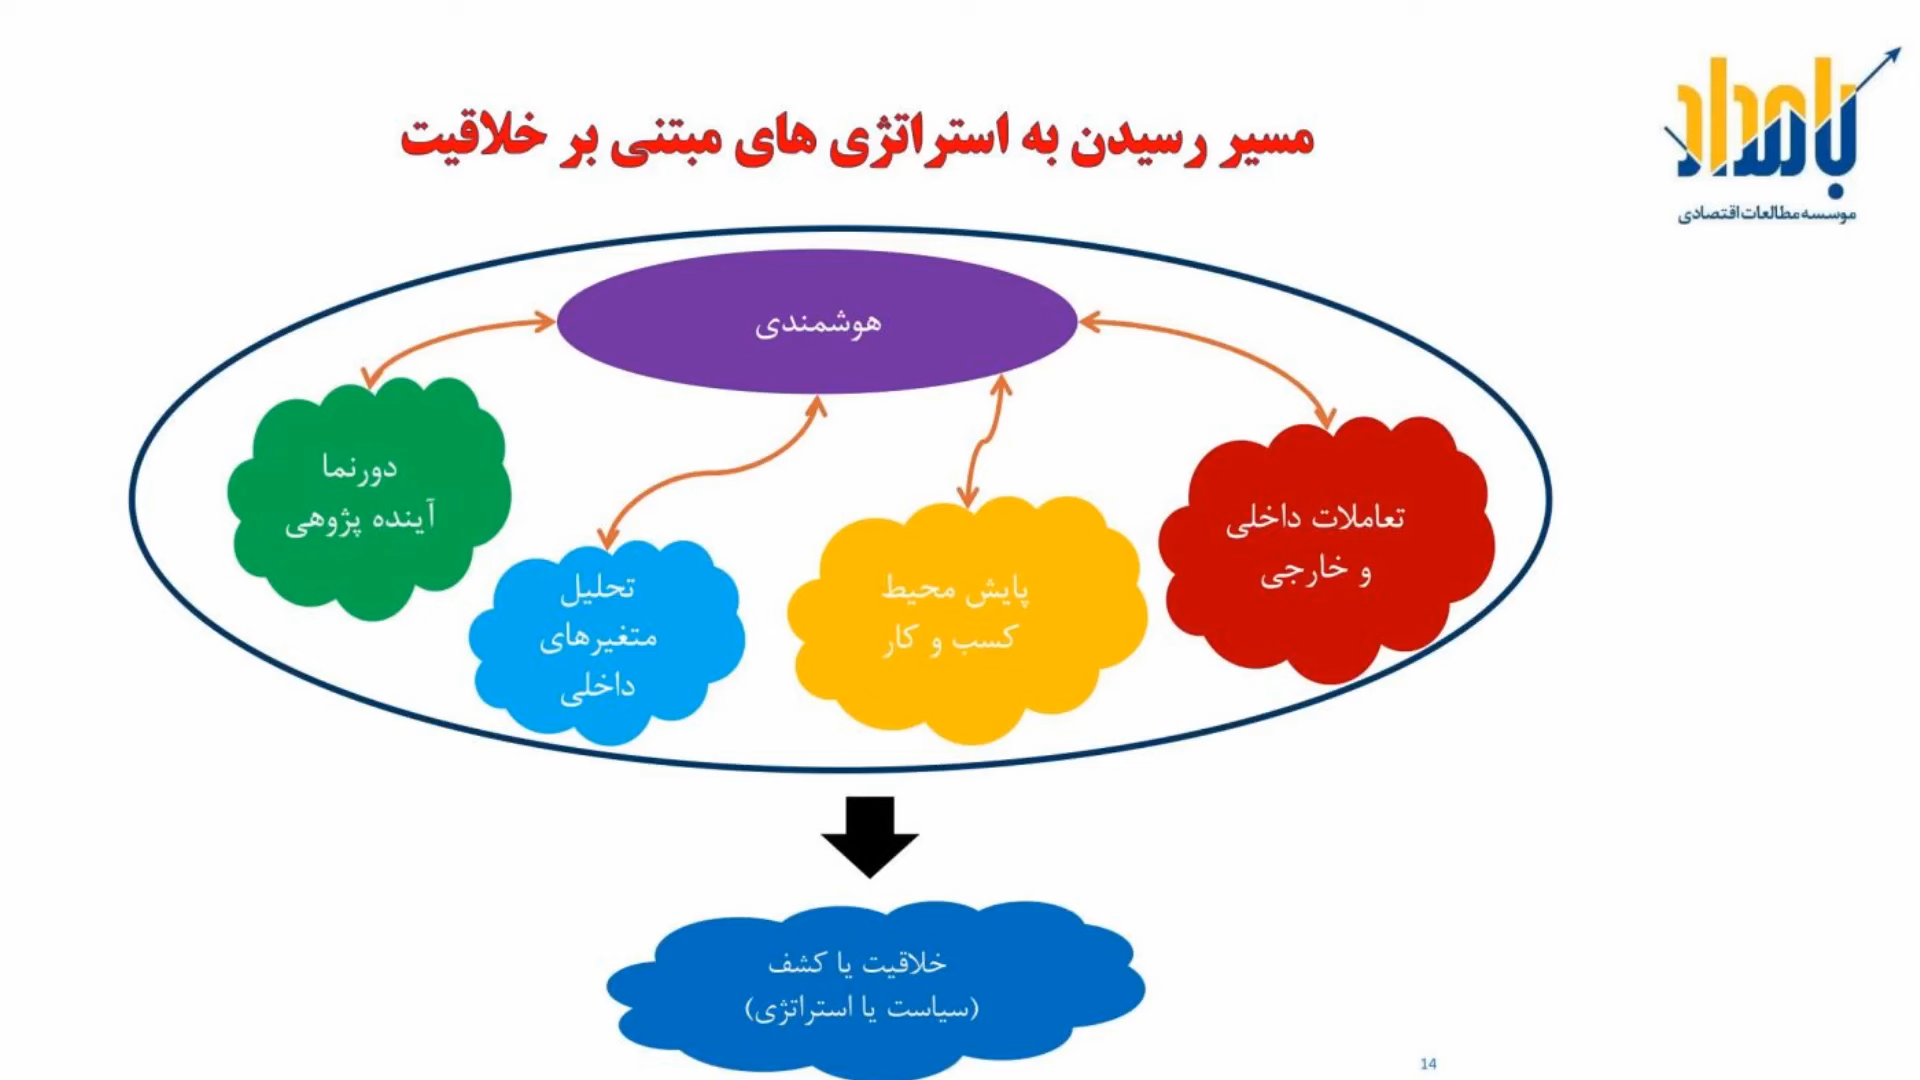 بامداد
موسسه مطالعات اقتصادی
مسیر رسیدن به استراتژی های مبتنی بر خلاقیت
هوشمندی
تعاملات داخلی
و خارجی
پایش محیط
کسب و کار
تحلیل
متغیرهای
داخلی
دورنما
آینده پژوهی
خلاقیت یا کشف
(سیاست یا استراتژی)
14